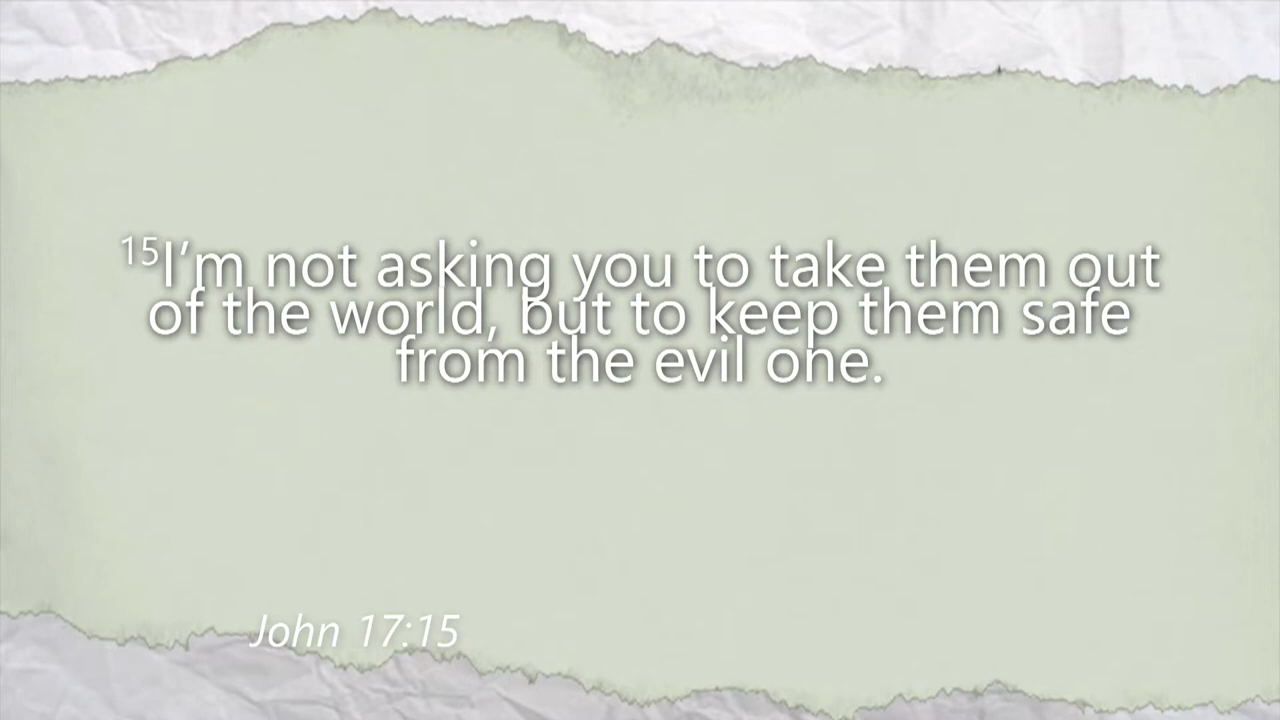 15I’m not asking you to take them out
of the world, but to keep them safe
from the evil one.
John 17:15